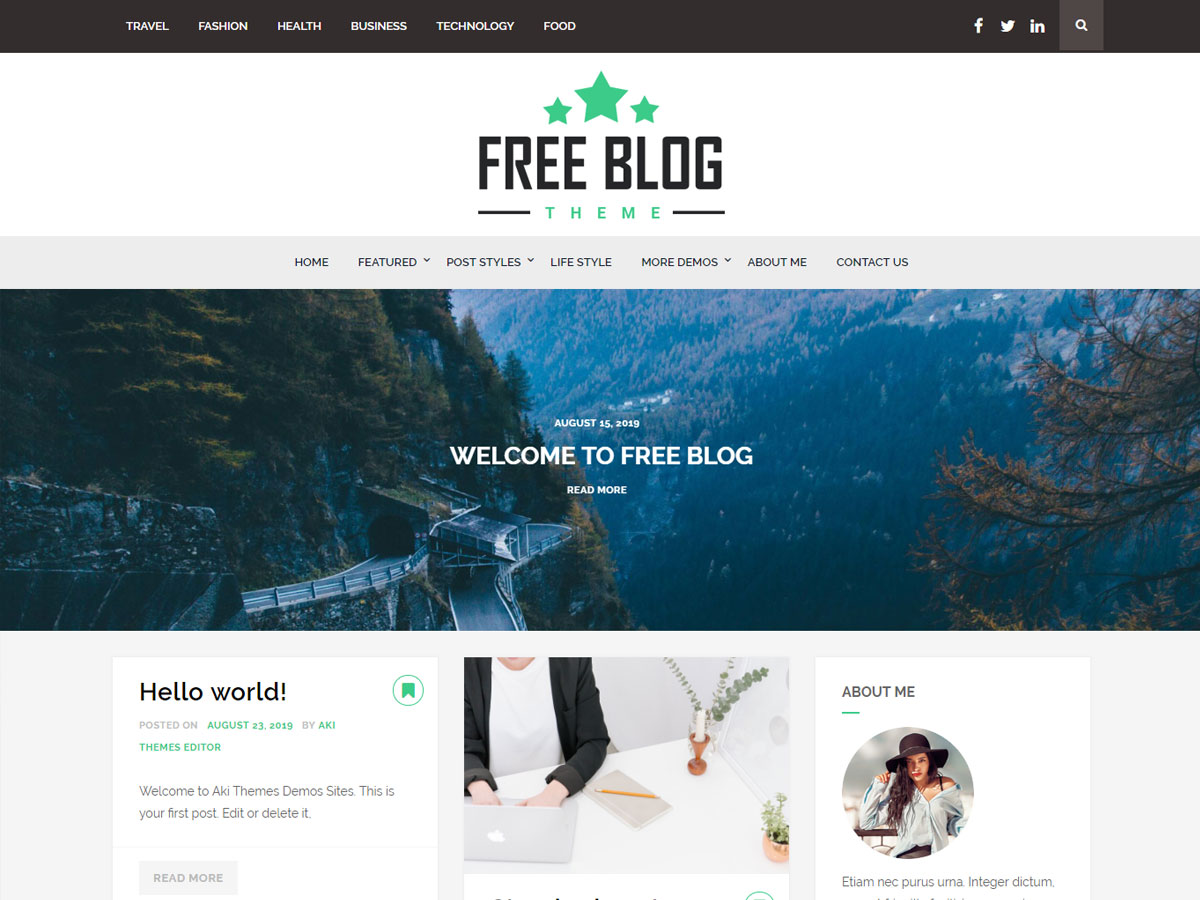 TRAVEL FASHION HEALTH BUSINESS TECHNOLOGY FOOD
FREE BLOG
THEME
HOME FEATURED POST STYLES LIFE STYLE MORE DEMOS ABOUT ME CONTACT US
AUGUST 15, 2019
WELCOME TO FREE BLOG
READ MORE
Hello world!
POSTED ON AUGUST 23, 2019 BY AKI
THEMES EDITOR
Welcome to Aki Themes Demos Sites. This is
your first post. Edit or delete it,
READ MORE
ABOUT ME
Etiam nec purus urna. Integer dictum,